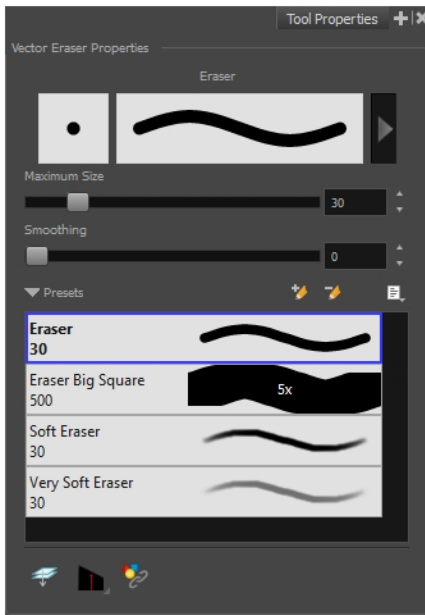 Tool Properties
Vector Eraser Properties
Eraser
Maximum Size
30
Smoothing
0
Presets
Eraser
30
Eraser Big Square
500
5x
Soft Eraser
30
Very Soft Eraser
30